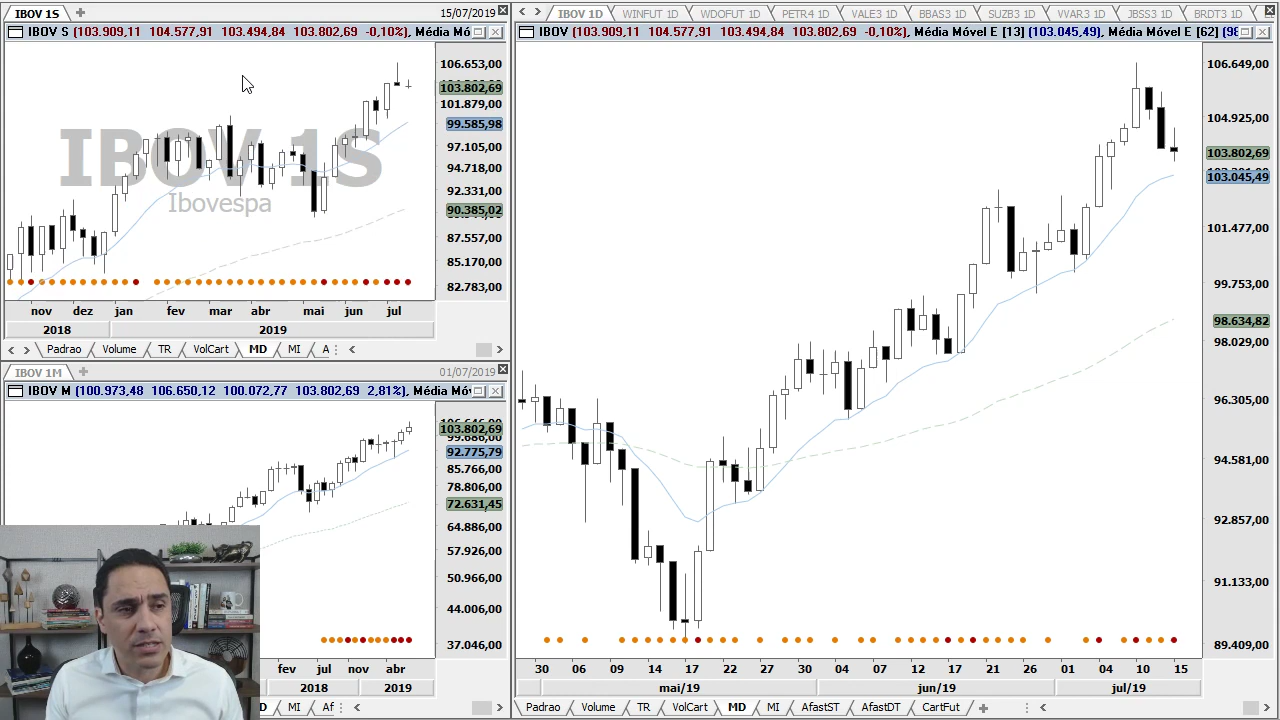 IBOV 1S
15/07/2019
IBOV S (103.909,11 104.577,91 103.494,84 103.802,69 -0,10%), Média Mó
106.653,00
103.802,69
101.879,00
99.585,98
97.105,00
94.718,00
92.331,00
90.385,02
87.557,00
85.170,00
82.783,00
IBOV 1S
Ibovespa
nov dez jan fev mar abr mai jun jul
2018 2019
Padrao Volume TR VolCart MD MI A
IBOV 1M
01/07/2019
IBOV M (100.973,48 106.650,12 100.072,77 103.802,69 2,81%), Média Mó
103.802,69
92.775,79
85.766,00
78.806,00
72.631,45
64.886,00
57.926,00
50.966,00
44.006,00
37.046,00
fev jul nov abr
2018 2019
D MI Af
IBOV 1D WINFUT 1D WDOFUT 1D PETR4 1D VALE3 1D BBAS3 1D SUZB3 1D VVAR3 1D JBSS3 1D BRDT3 1D
IBOV (103.909,11 104.577,91 103.494,84 103.802,69 -0,10%), Média Móvel E [13] (103.045,49), Média Móvel E [62] (98
106.649,00
104.925,00
103.802,69
103.045,49
101.477,00
99.753,00
98.634,82
98.029,00
96.305,00
94.581,00
92.857,00
91.133,00
89.409,00
30 06 09 14 17 22 27 30 04 07 12 17 21 26 01 04 10 15
mai/19 jun/19 jul/19
Padrao Volume TR VolCart MD MI AfastST AfastDT CartFut